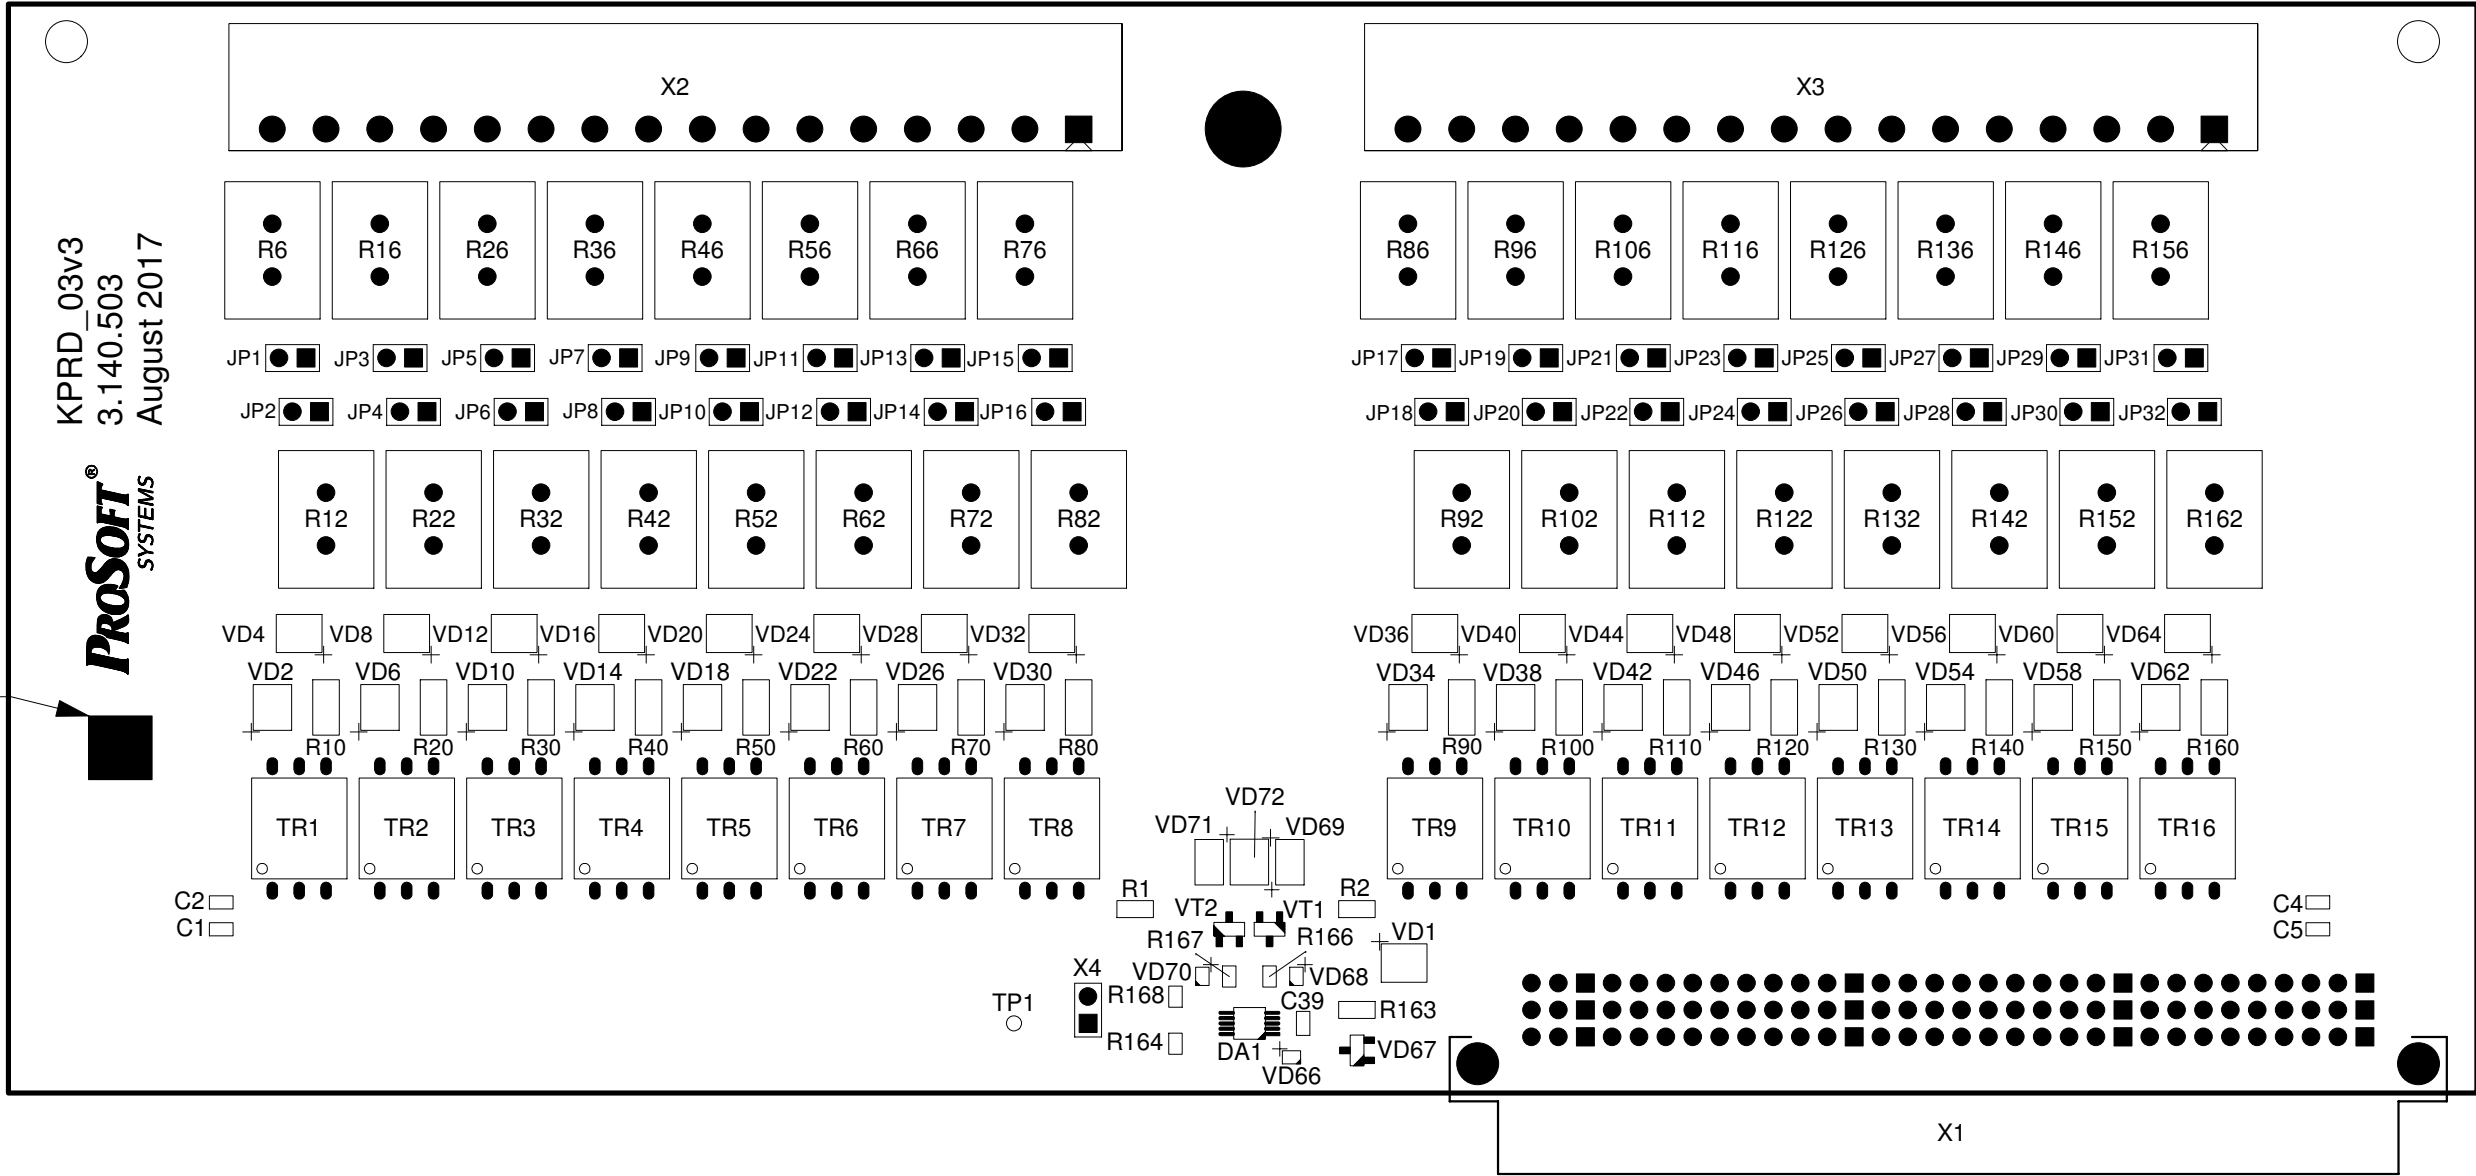 X2 X3
R6 R16 R26 R36 R46 R56 R66 R76 R86 R96 R106 R116 R126 R136 R146 R156
KPRD_03v3
3.140.503
August 2017
JP1 JP3 JP5 JP7 JP9 JP11 JP13 JP15 JP17 JP19 JP21 JP23 JP25 JP27 JP29 JP31
JP2 JP4 JP6 JP8 JP10 JP12 JP14 JP16 JP18 JP20 JP22 JP24 JP26 JP28 JP30 JP32
PROSOFT®
SYSTEMS
R12 R22 R32 R42 R52 R62 R72 R82 R92 R102 R112 R122 R132 R142 R152 R162
VD4 VD8 VD12 VD16 VD20 VD24 VD28 VD32 VD36 VD40 VD44 VD48 VD52 VD56 VD60 VD64
VD2 VD6 VD10 VD14 VD18 VD22 VD26 VD30 VD34 VD38 VD42 VD46 VD50 VD54 VD58 VD62
R10 R20 R30 R40 R50 R60 R70 R80 R90 R100 R110 R120 R130 R140 R150 R160
VD72
VD71 VD69
TR1 TR2 TR3 TR4 TR5 TR6 TR7 TR8 TR9 TR10 TR11 TR12 TR13 TR14 TR15 TR16
R1 R2
C2 VT2 VT1 C4
C1 R167 R166 VD1 C5
X4 VD70 VD68
TP1 R168 C39 R163
R164 DA1 VD67
VD66
X1